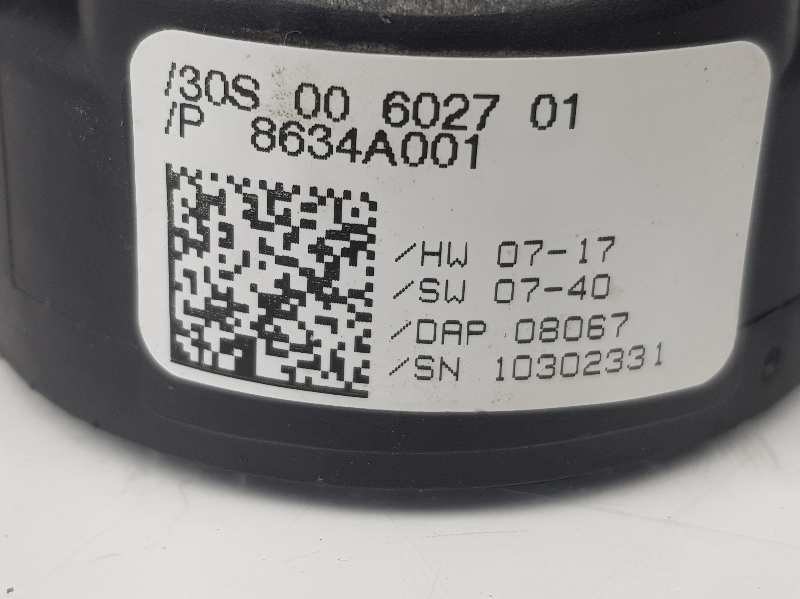 /30S 00 6027 01
/P 8634A001
/HW 07-17
/SW 07-40
/DAP 08067
/SN 10302331